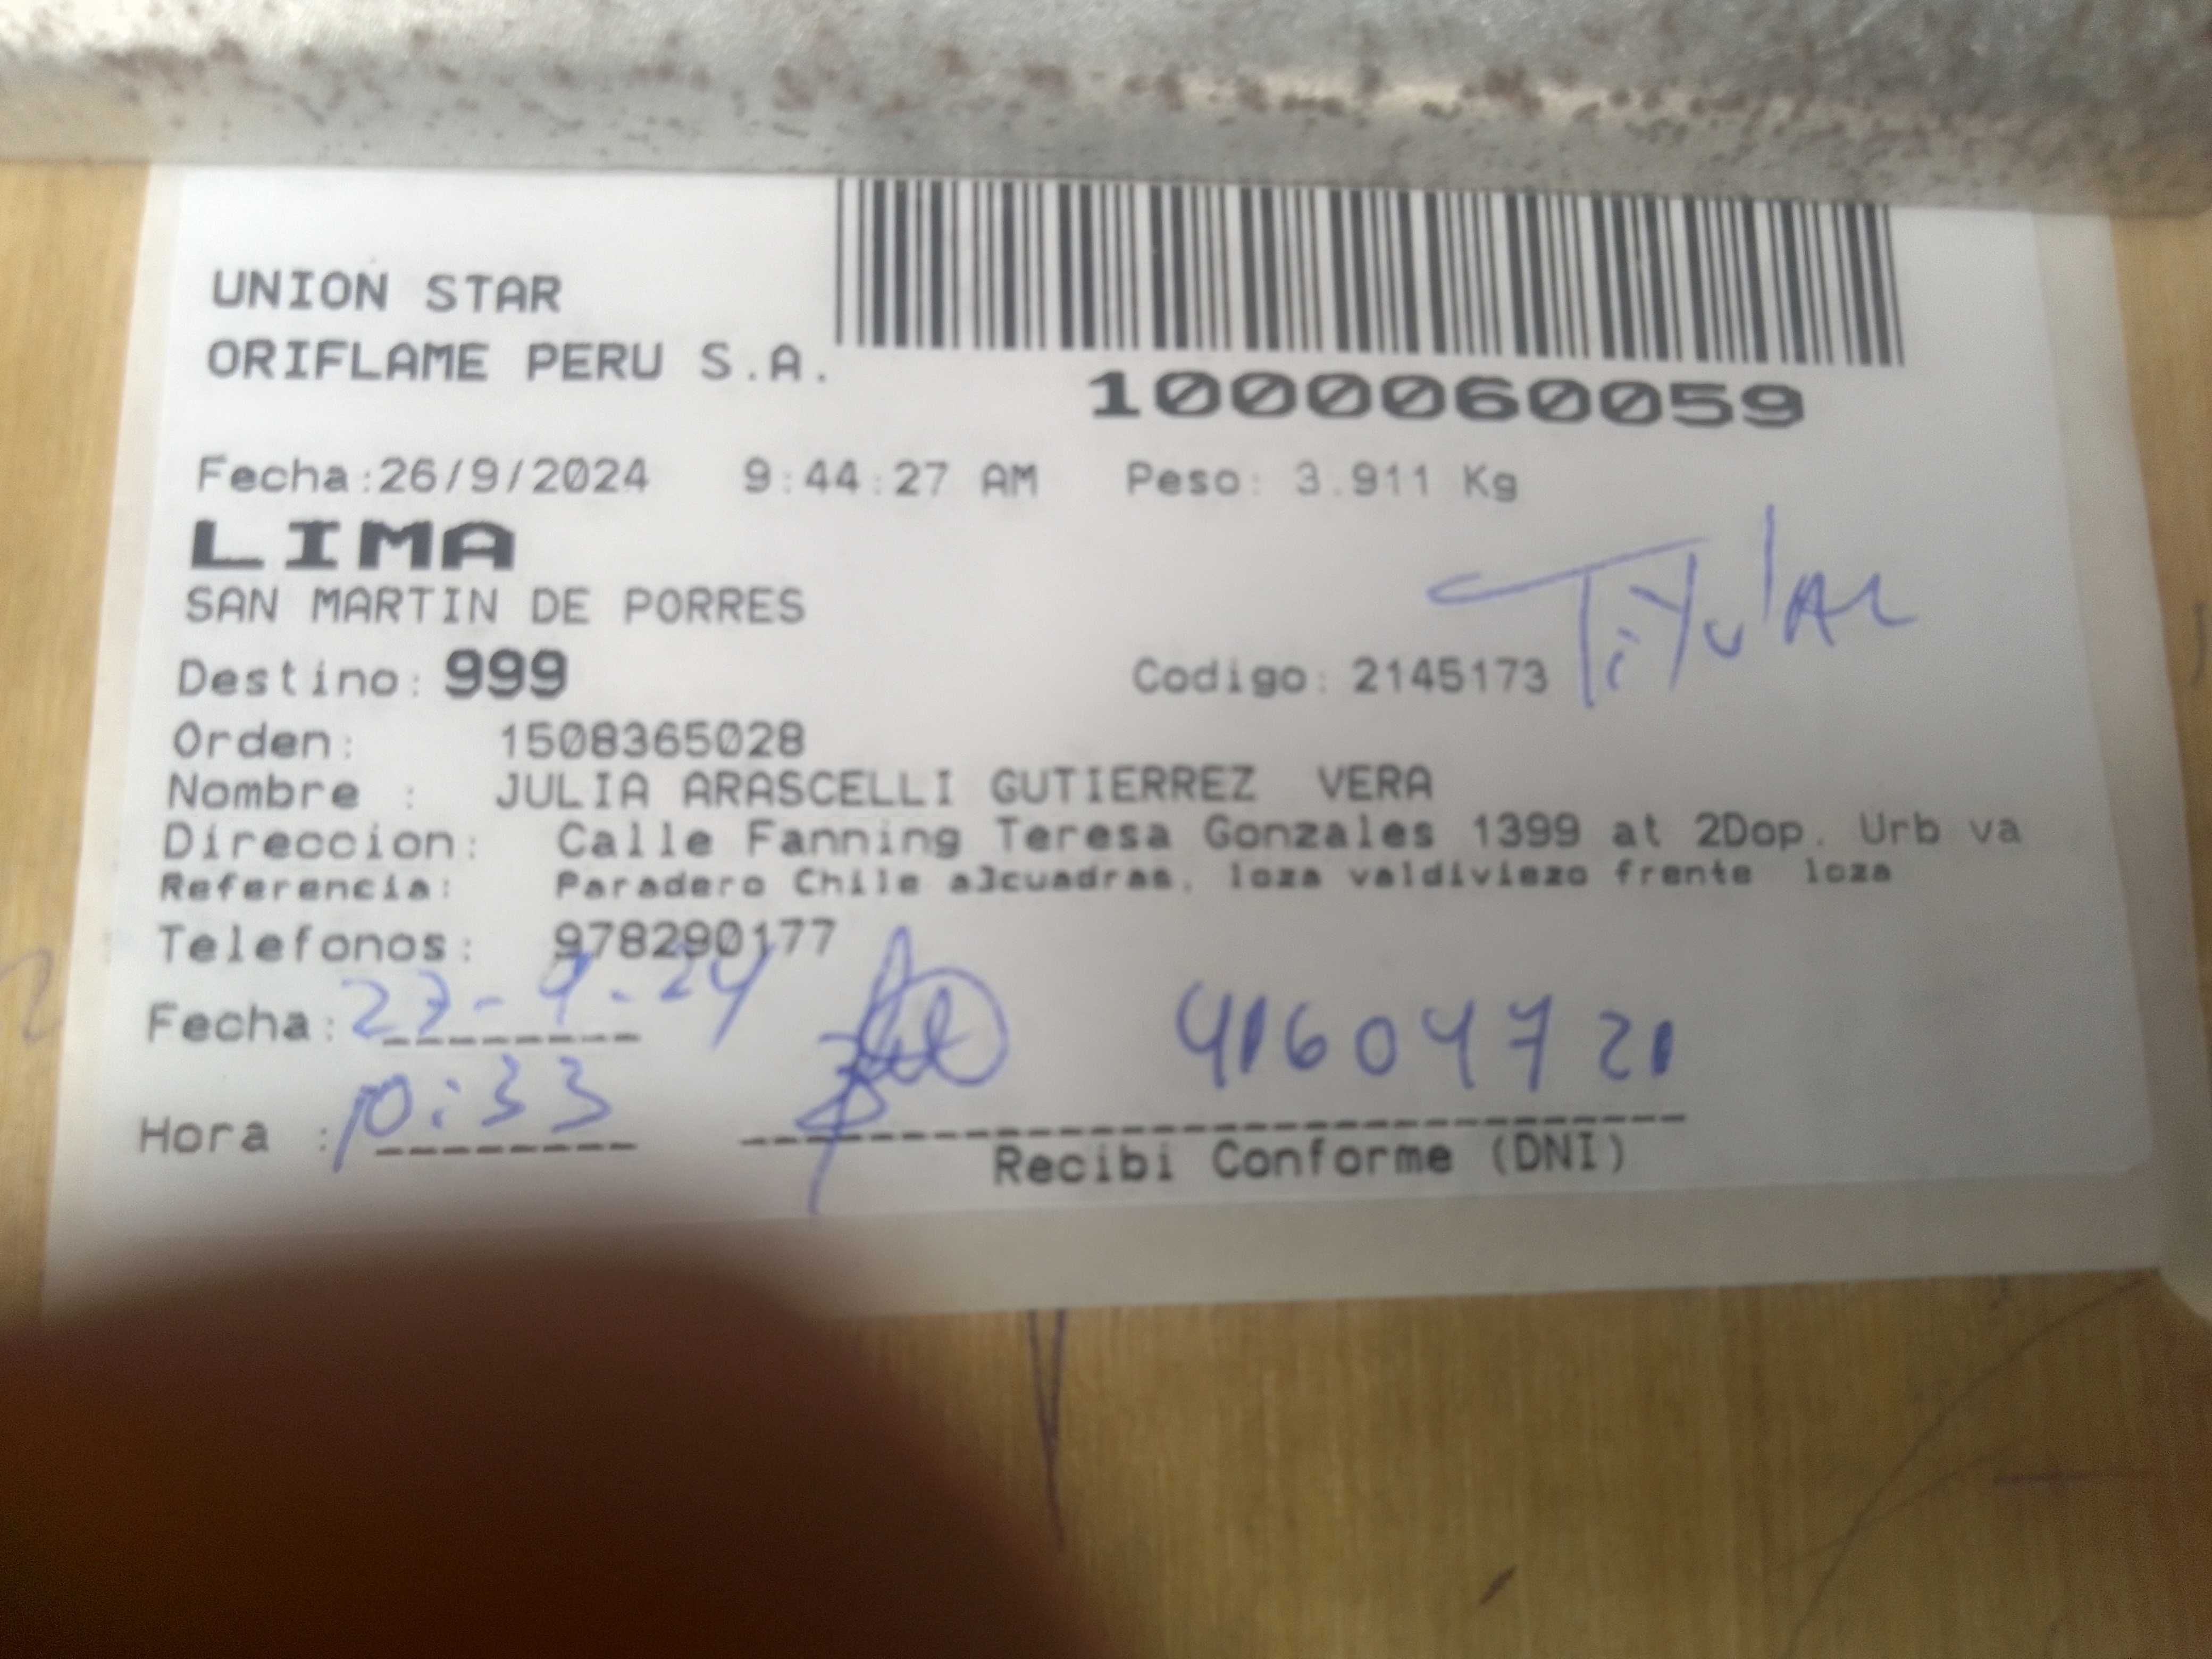 UNION STAR
ORIFLAME PERU S.A.
1000060059
Fecha:26/9/2024 9:44:27 AM Peso: 3.911 Kg
LIMA
SAN MARTIN DE PORRES
Titular
Destino: 999 Codigo: 2145173
Orden: 1508365028
Nombre : JULIA ARASCELLI GUTIERREZ VERA
Direccion: Calle Fanning Teresa Gonzales 1399 at 2Dop. Urb va
Referencia: Paradero Chile a3cuadras, loza valdiviezo frente loza
Telefonos: 978290177
Fecha: 27-9-24
41604721
Hora : 10:33
Recibi Conforme (DNI)